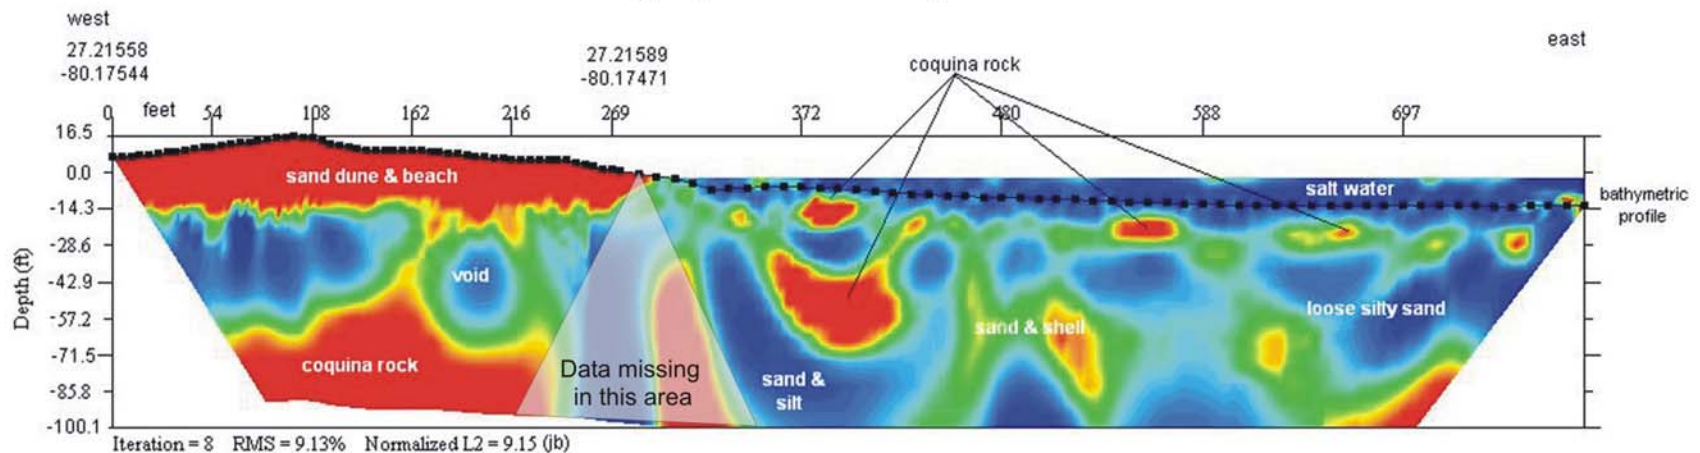 west
east
27.21558
-80.17544
27.21589
-80.17471
coquina rock
0 feet 54 108 162 216 269 372 480 588 697
16.5
0.0
-14.3
-28.6
-42.9
-57.2
-71.5
-85.8
-100.1
Depth (ft)
sand dune & beach
salt water
bathymetric
profile
void
loose silty sand
sand & shell
coquina rock
Data missing
in this area
sand &
silt
Iteration = 8 RMS = 9.13% Normalized L2 = 9.15 (jb)